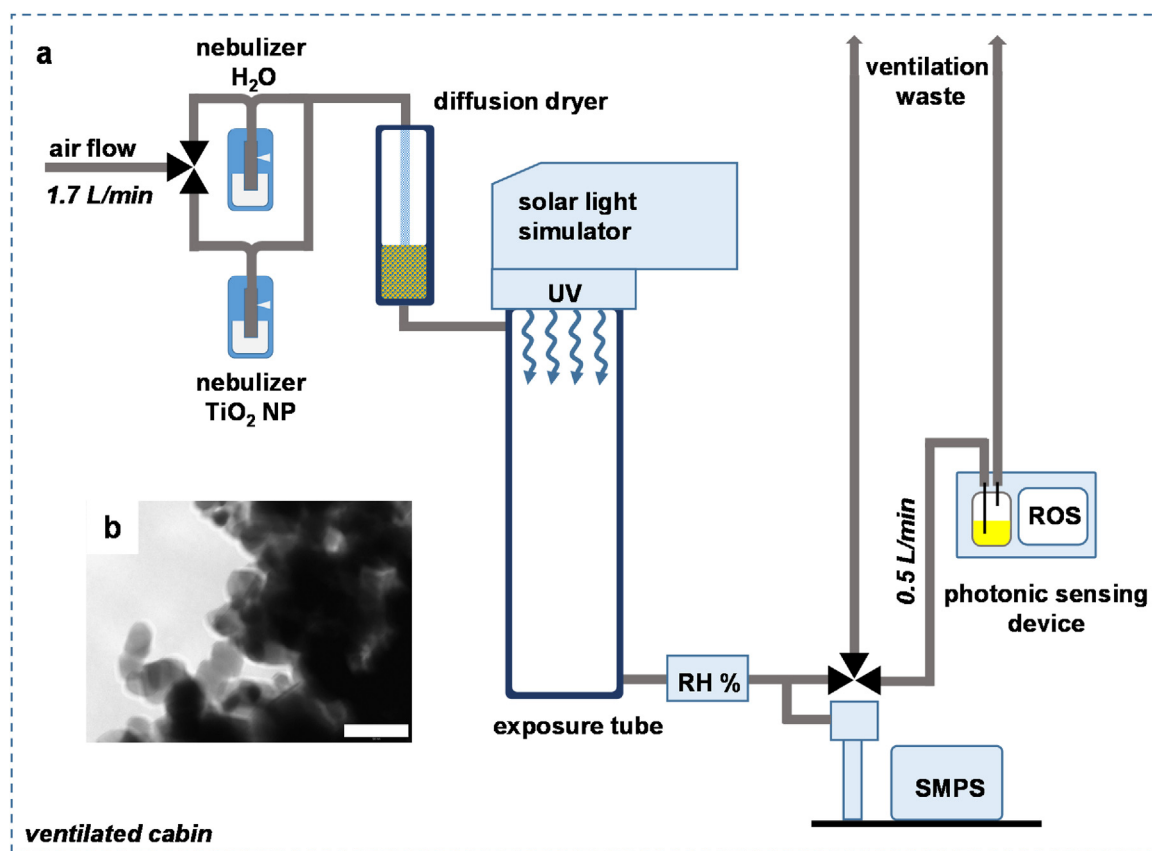 a
nebulizer
H₂O
air flow
1.7 L/min
nebulizer
TiO₂ NP
diffusion dryer
solar light
simulator
UV
exposure tube
RH %
ventilation
waste
0.5 L/min
ROS
photonic sensing
device
SMPS
b
ventilated cabin